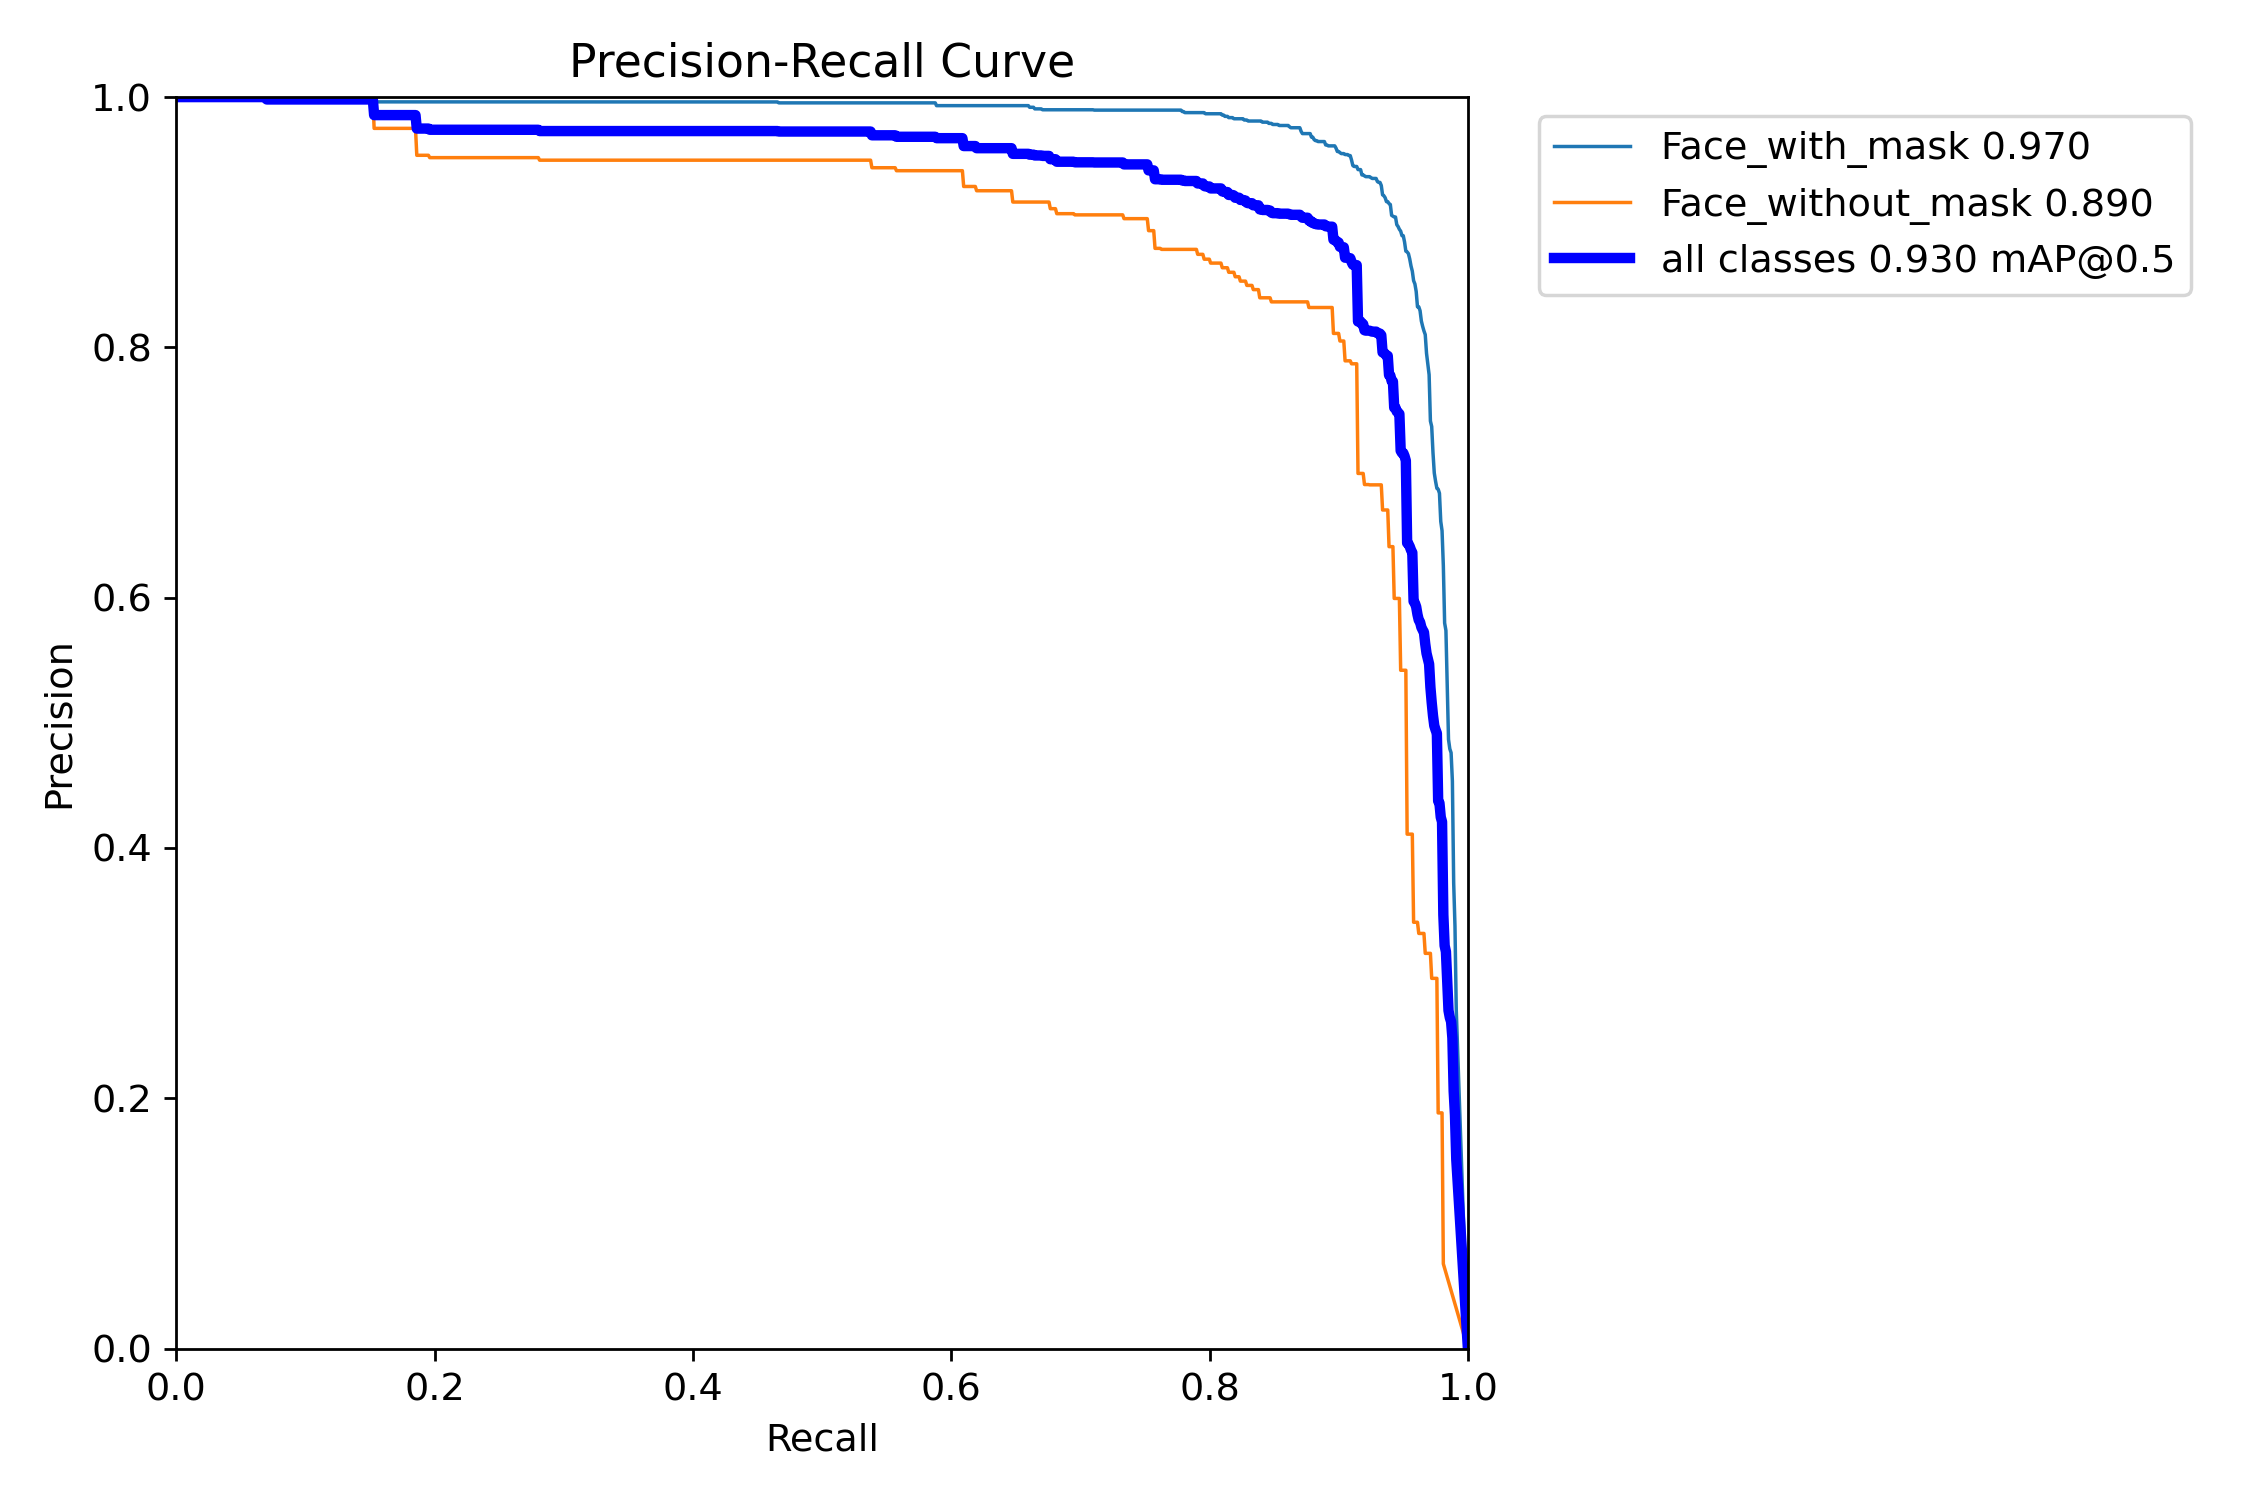 Precision-Recall Curve
1.0
0.8
0.6
0.4
0.2
0.0
Precision
0.0 0.2 0.4 0.6 0.8 1.0
Recall
Face_with_mask 0.970
Face_without_mask 0.890
all classes 0.930 mAP@0.5